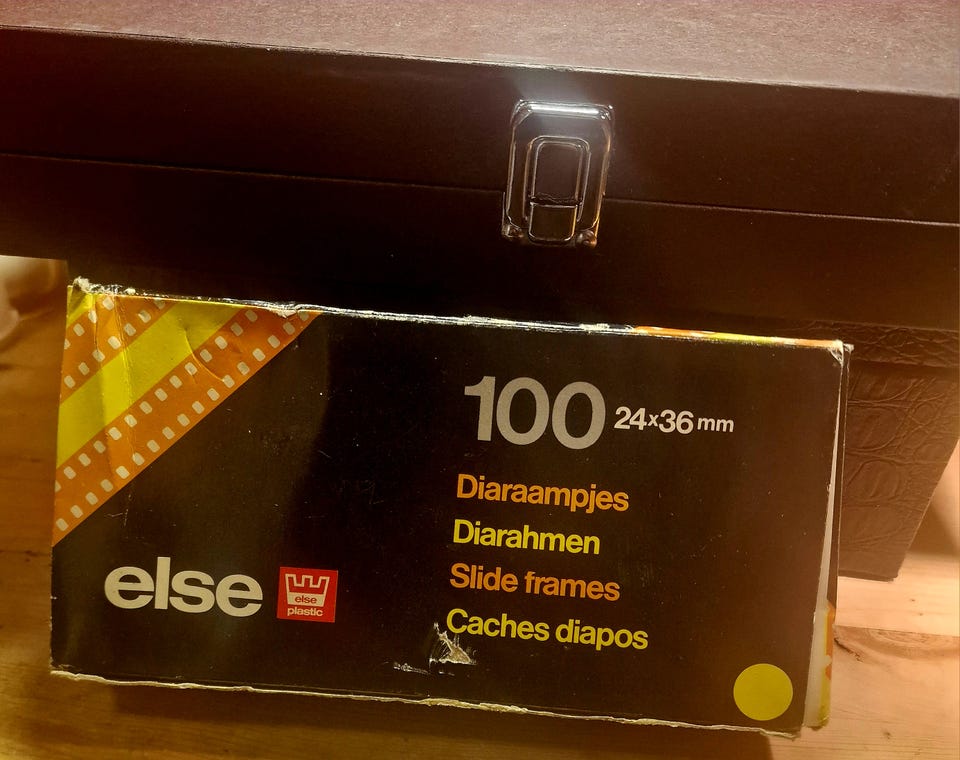 100 24x36 mm
Diaraampjes
Diarahmen
Slide frames
Caches diapos
else
else
plastic